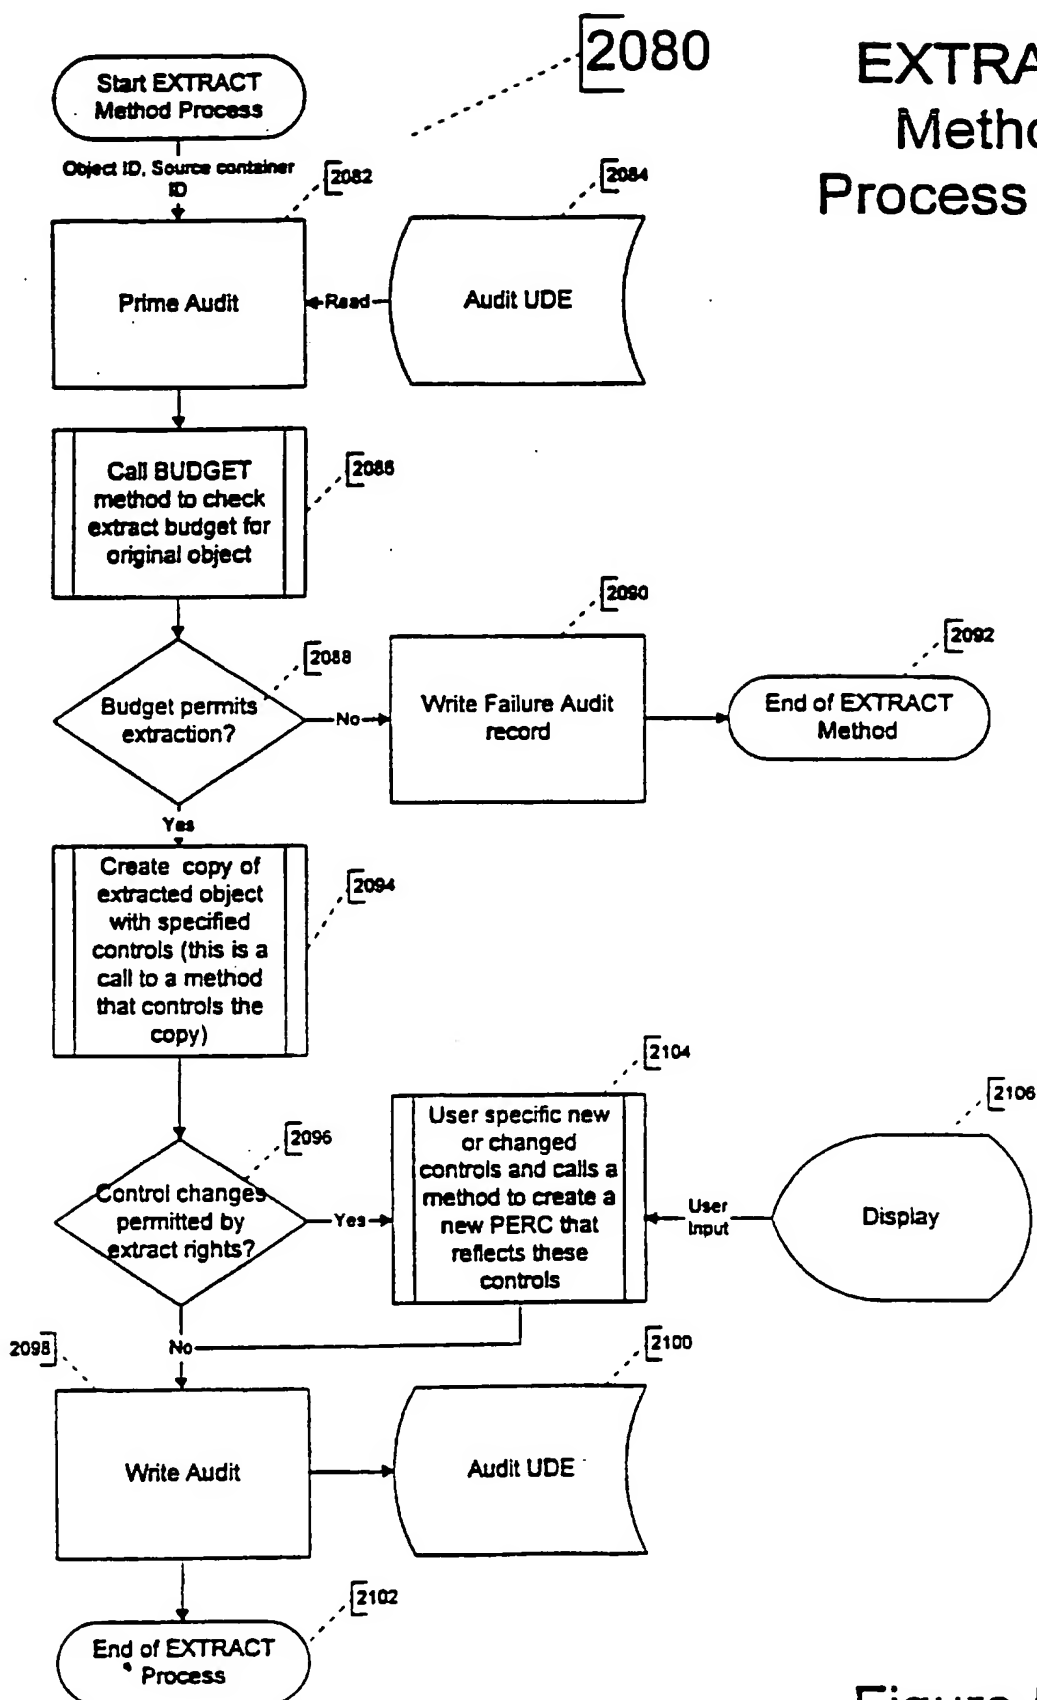 2080
EXTRA
Metho
Process
Start EXTRACT
Method Process
Object ID, Source container
ID
2082
2084
Prime Audit
Read
Audit UDE
Call BUDGET
method to check
extract budget for
original object
2086
2090
2088
2092
Budget permits
extraction?
No
Write Failure Audit
record
End of EXTRACT
Method
Yes
Create copy of
extracted object
with specified
controls (this is a
call to a method
that controls the
copy)
2094
2104
2106
2096
User specific new
or changed
controls and calls a
method to create a
new PERC that
reflects these
controls
Control changes
permitted by
extract rights?
Yes
User
Input
Display
No
2098
2100
Write Audit
Audit UDE
2102
End of EXTRACT
Process
Figure